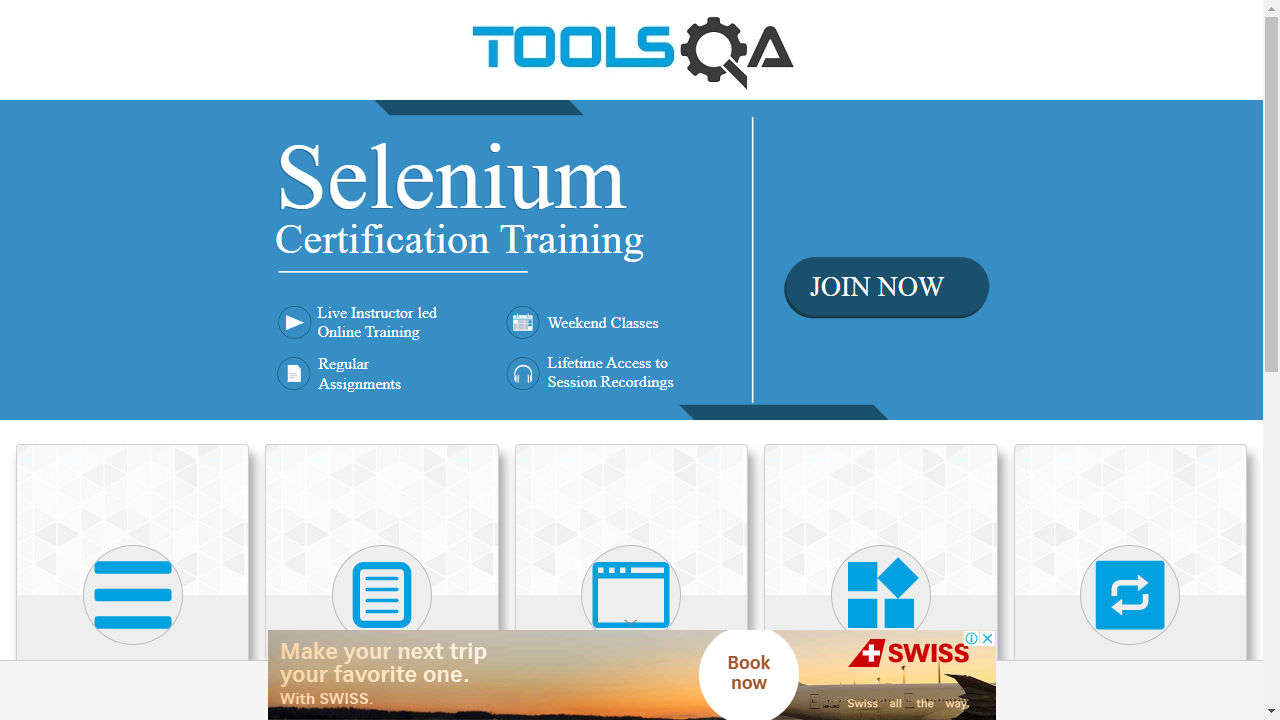 TOOLSQA
Selenium
Certification Training
JOIN NOW
Live Instructor led
Online Training
Weekend Classes
Regular
Assignments
Lifetime Access to
Session Recordings
Make your next trip
your favorite one.
With SWISS.
Book
now
SWISS
Swiss all the way.